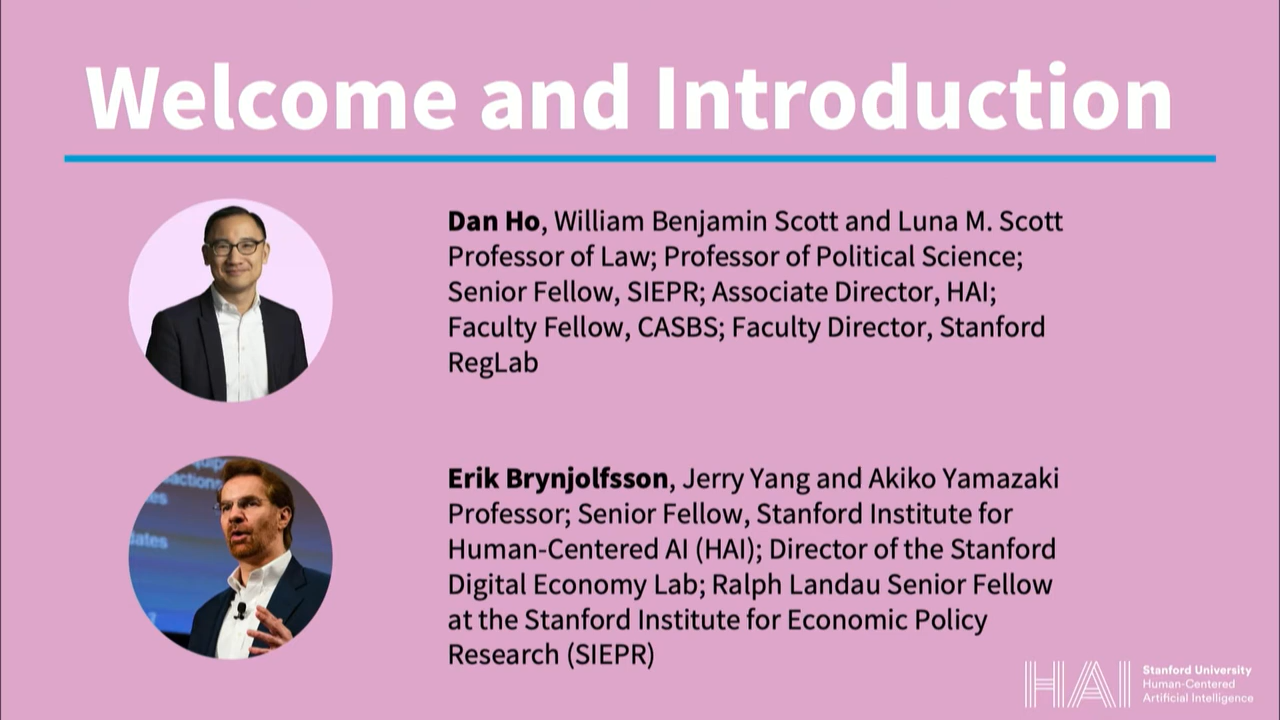 Welcome and Introduction
Dan Ho, William Benjamin Scott and Luna M. Scott
Professor of Law; Professor of Political Science;
Senior Fellow, SIEPR; Associate Director, HAI;
Faculty Fellow, CASBS; Faculty Director, Stanford
RegLab
actions
ates
Erik Brynjolfsson, Jerry Yang and Akiko Yamazaki
Professor; Senior Fellow, Stanford Institute for
Human-Centered AI (HAI); Director of the Stanford
Digital Economy Lab; Ralph Landau Senior Fellow
at the Stanford Institute for Economic Policy
Research (SIEPR)
HAI
Stanford University
Human-Centered
Artificial Intelligence